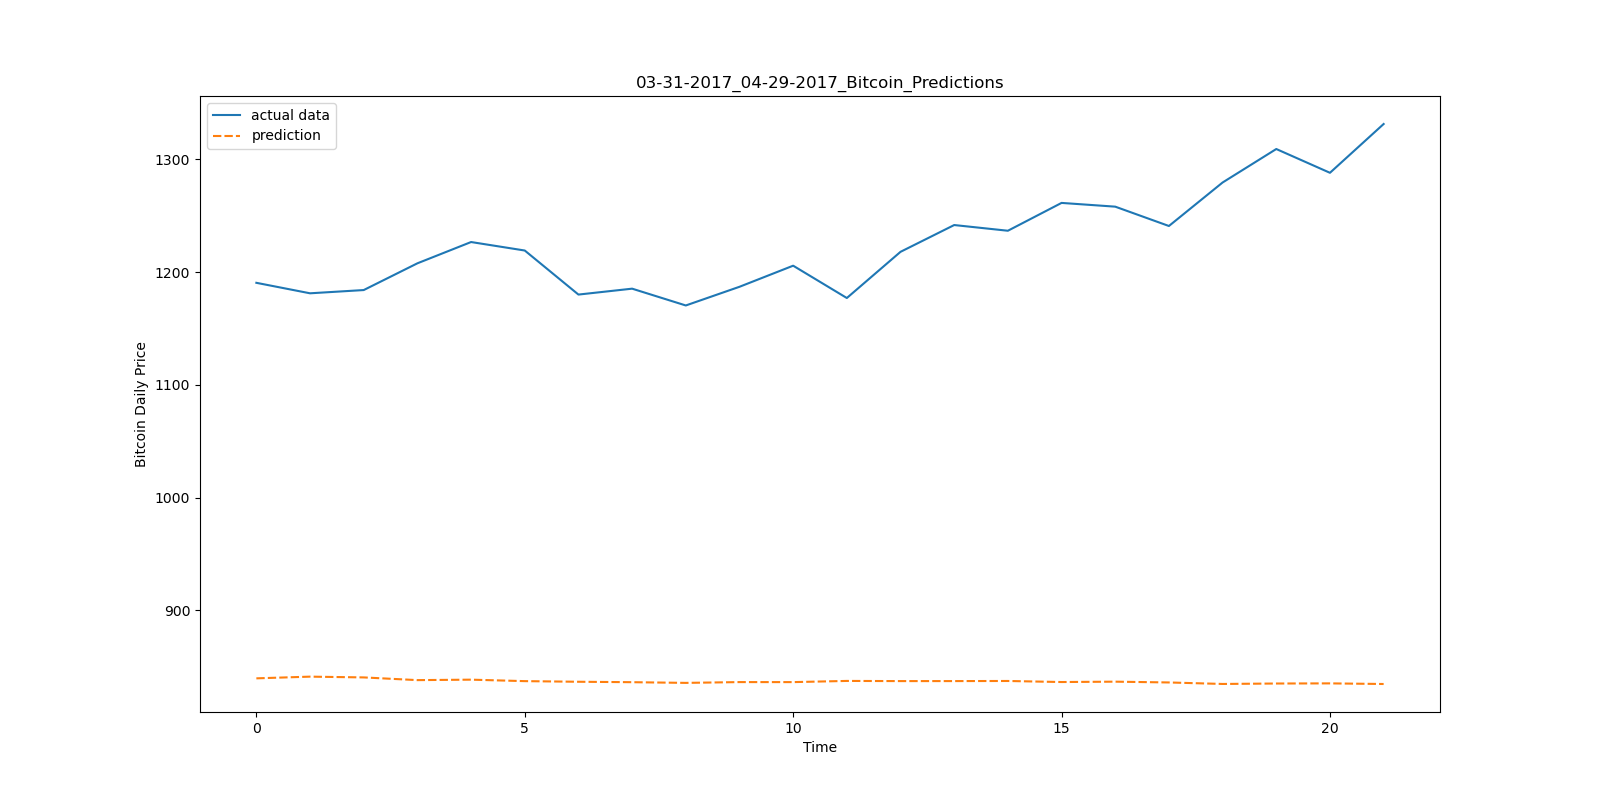 03-31-2017_04-29-2017_Bitcoin_Predictions
actual data
prediction
1300
1200
1100
1000
900
Bitcoin Daily Price
0 5 10 15 20
Time